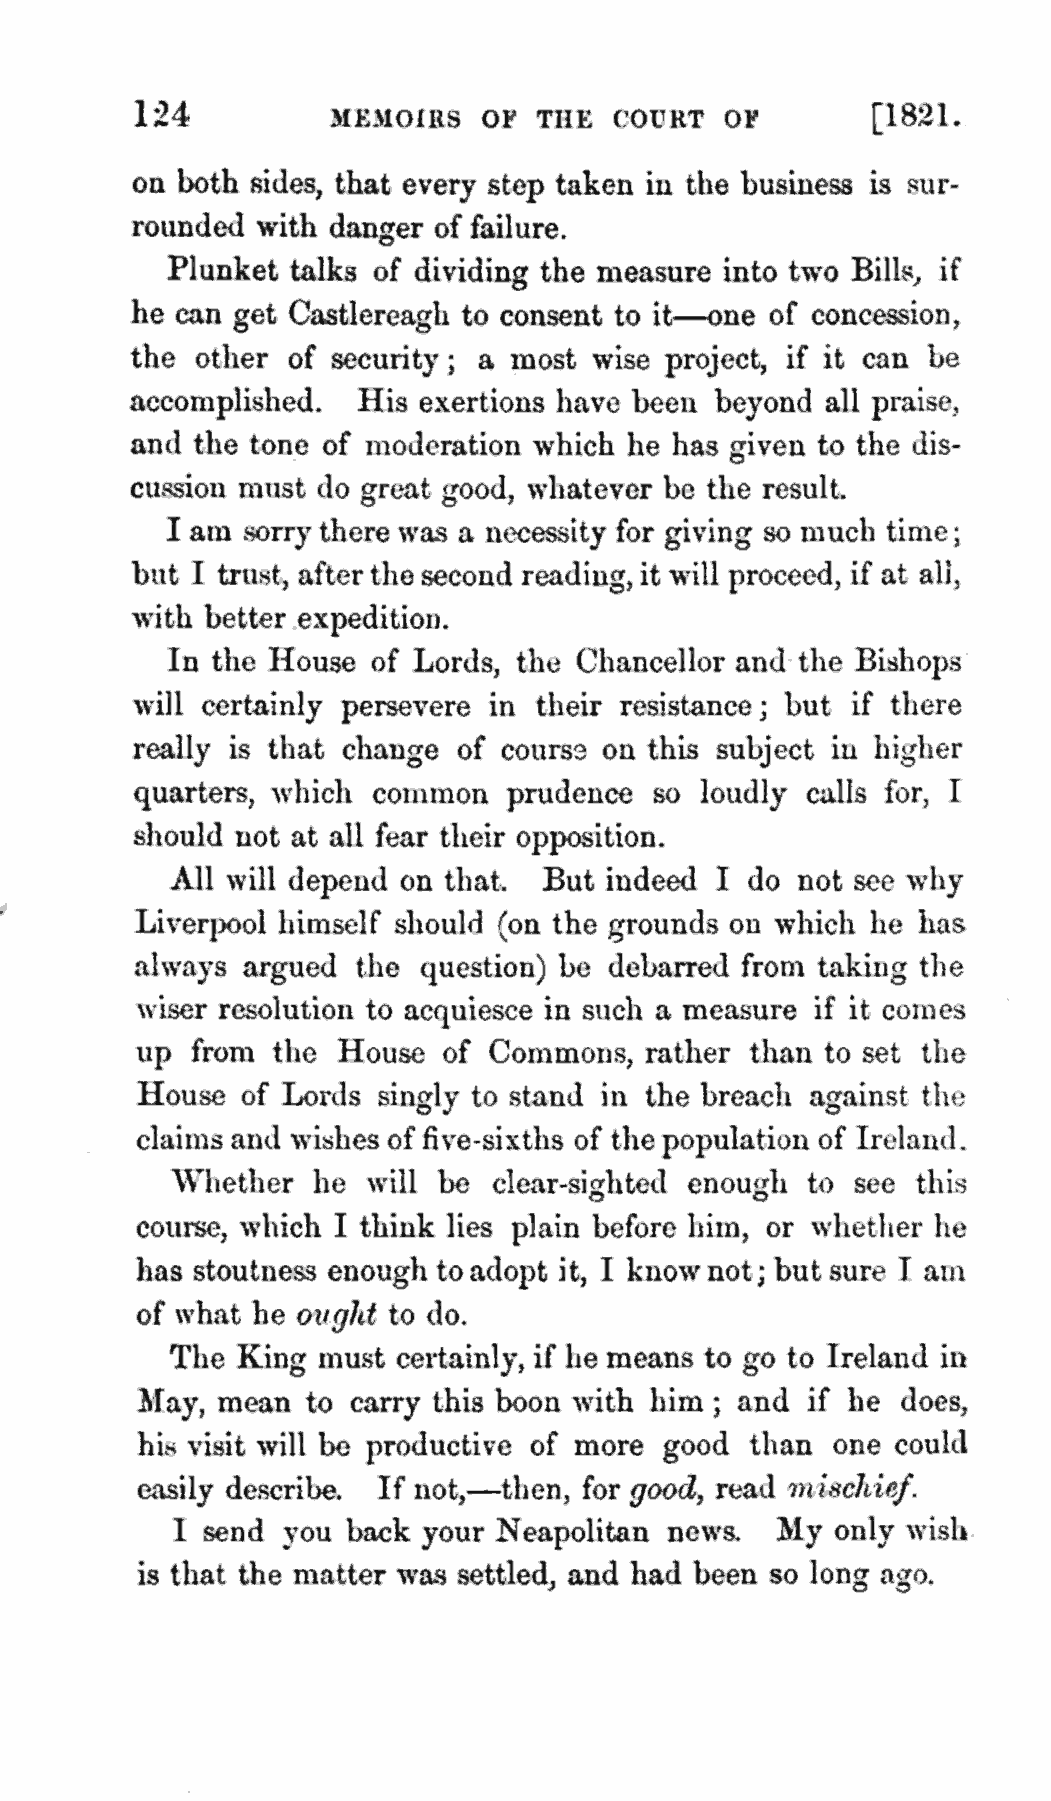 124 MEMOIRS OF THE COURT OF [1821.
on both sides, that every step taken in the business is sur-
rounded with danger of failure.
Plunket talks of dividing the measure into two Bills, if
he can get Castlereagh to consent to it—one of concession,
the other of security; a most wise project, if it can be
accomplished. His exertions have been beyond all praise,
and the tone of moderation which he has given to the dis-
cussion must do great good, whatever be the result.
I am sorry there was a necessity for giving so much time;
but I trust, after the second reading, it will proceed, if at all,
with better expedition.
In the House of Lords, the Chancellor and the Bishops
will certainly persevere in their resistance; but if there
really is that change of course on this subject in higher
quarters, which common prudence so loudly calls for, I
should not at all fear their opposition.
All will depend on that. But indeed I do not see why
Liverpool himself should (on the grounds on which he has
always argued the question) be debarred from taking the
wiser resolution to acquiesce in such a measure if it comes
up from the House of Commons, rather than to set the
House of Lords singly to stand in the breach against the
claims and wishes of five-sixths of the population of Ireland.
Whether he will be clear-sighted enough to see this
course, which I think lies plain before him, or whether he
has stoutness enough to adopt it, I know not; but sure I am
of what he ought to do.
The King must certainly, if he means to go to Ireland in
May, mean to carry this boon with him; and if he does,
his visit will be productive of more good than one could
easily describe. If not,—then, for good, read mischief.
I send you back your Neapolitan news. My only wish
is that the matter was settled, and had been so long ago.